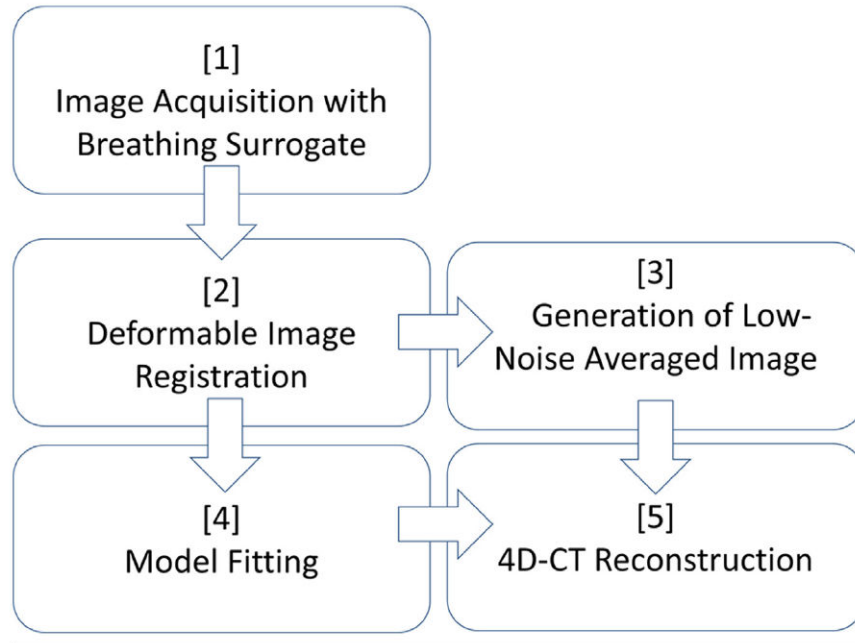 [1]
Image Acquisition with
Breathing Surrogate
[2]
Deformable Image
Registration
[3]
Generation of Low-
Noise Averaged Image
[4]
Model Fitting
[5]
4D-CT Reconstruction